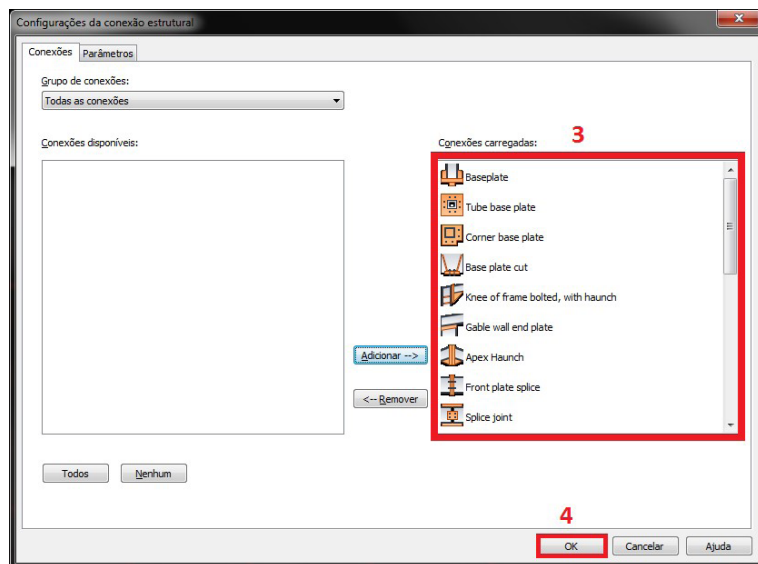 Configurações da conexão estrutural
Conexões Parâmetros
Grupo de conexões:
Todas as conexões
Conexões disponíveis:
Conexões carregadas:
3
Baseplate
Tube base plate
Corner base plate
Base plate cut
Knee of frame bolted, with haunch
Gable wall end plate
Apex Haunch
Front plate splice
Splice joint
Adicionar -->
<-- Remover
Todos Nenhum
4
OK Cancelar Ajuda